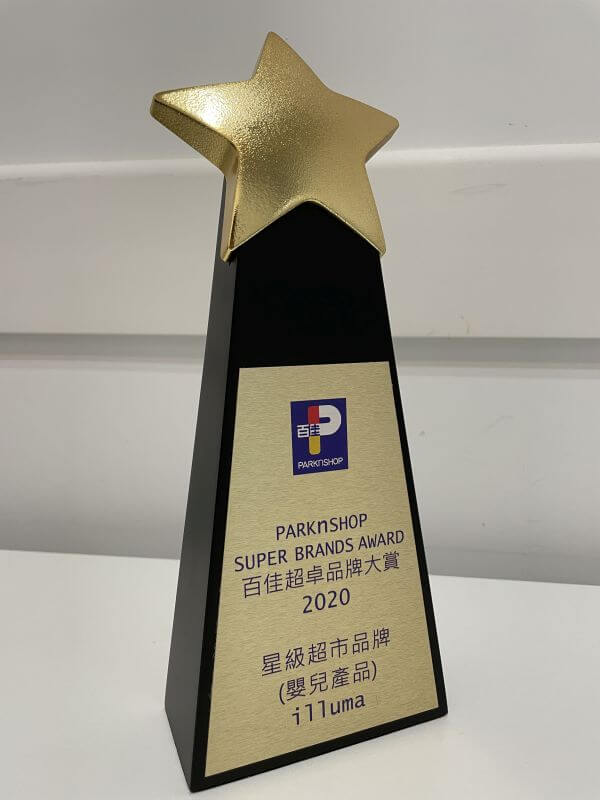 百佳
PARKnSHOP
PARKnSHOP
SUPER BRANDS AWARD
百佳超卓品牌大賞
2020
星級超市品牌
(嬰兒產品)
illuma